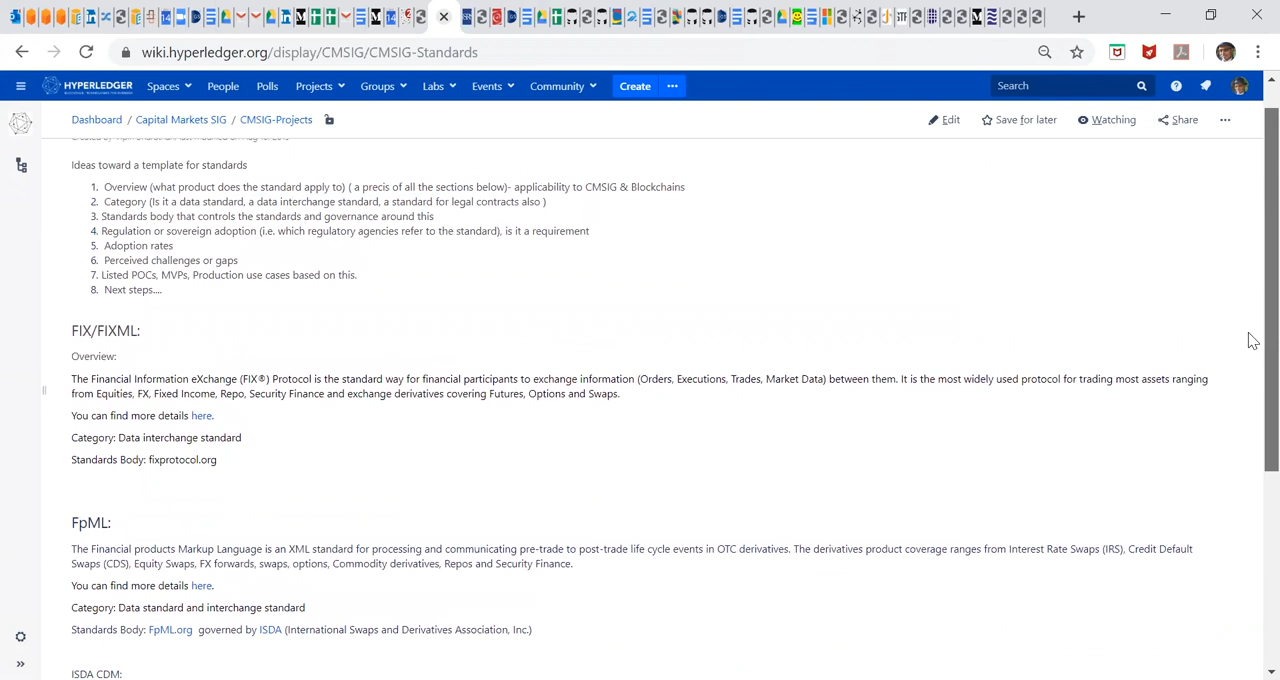 wiki.hyperledger.org/display/CMSIG/CMSIG-Standards
HYPERLEDGER
Spaces
People
Polls
Projects
Groups
Labs
Events
Community
Create
Search
Dashboard / Capital Markets SIG / CMSIG-Projects
Edit
Save for later
Watching
Share
Ideas toward a template for standards
1. Overview (what product does the standard apply to) ( a precis of all the sections below)- applicability to CMSIG & Blockchains
2. Category (Is it a data standard, a data interchange standard, a standard for legal contracts also )
3. Standards body that controls the standards and governance around this
4. Regulation or sovereign adoption (i.e. which regulatory agencies refer to the standard), is it a requirement
5. Adoption rates
6. Perceived challenges or gaps
7. Listed POCs, MVPs, Production use cases based on this.
8. Next steps....
FIX/FIXML:
Overview:
The Financial Information eXchange (FIX®) Protocol is the standard way for financial participants to exchange information (Orders, Executions, Trades, Market Data) between them. It is the most widely used protocol for trading most assets ranging
from Equities, FX, Fixed Income, Repo, Security Finance and exchange derivatives covering Futures, Options and Swaps.
You can find more details here.
Category: Data interchange standard
Standards Body: fixprotocol.org
FpML:
The Financial products Markup Language is an XML standard for processing and communicating pre-trade to post-trade life cycle events in OTC derivatives. The derivatives product coverage ranges from Interest Rate Swaps (IRS), Credit Default
Swaps (CDS), Equity Swaps, FX forwards, swaps, options, Commodity derivatives, Repos and Security Finance.
You can find more details here.
Category: Data standard and interchange standard
Standards Body: FpML.org governed by ISDA (International Swaps and Derivatives Association, Inc.)
ISDA CDM: